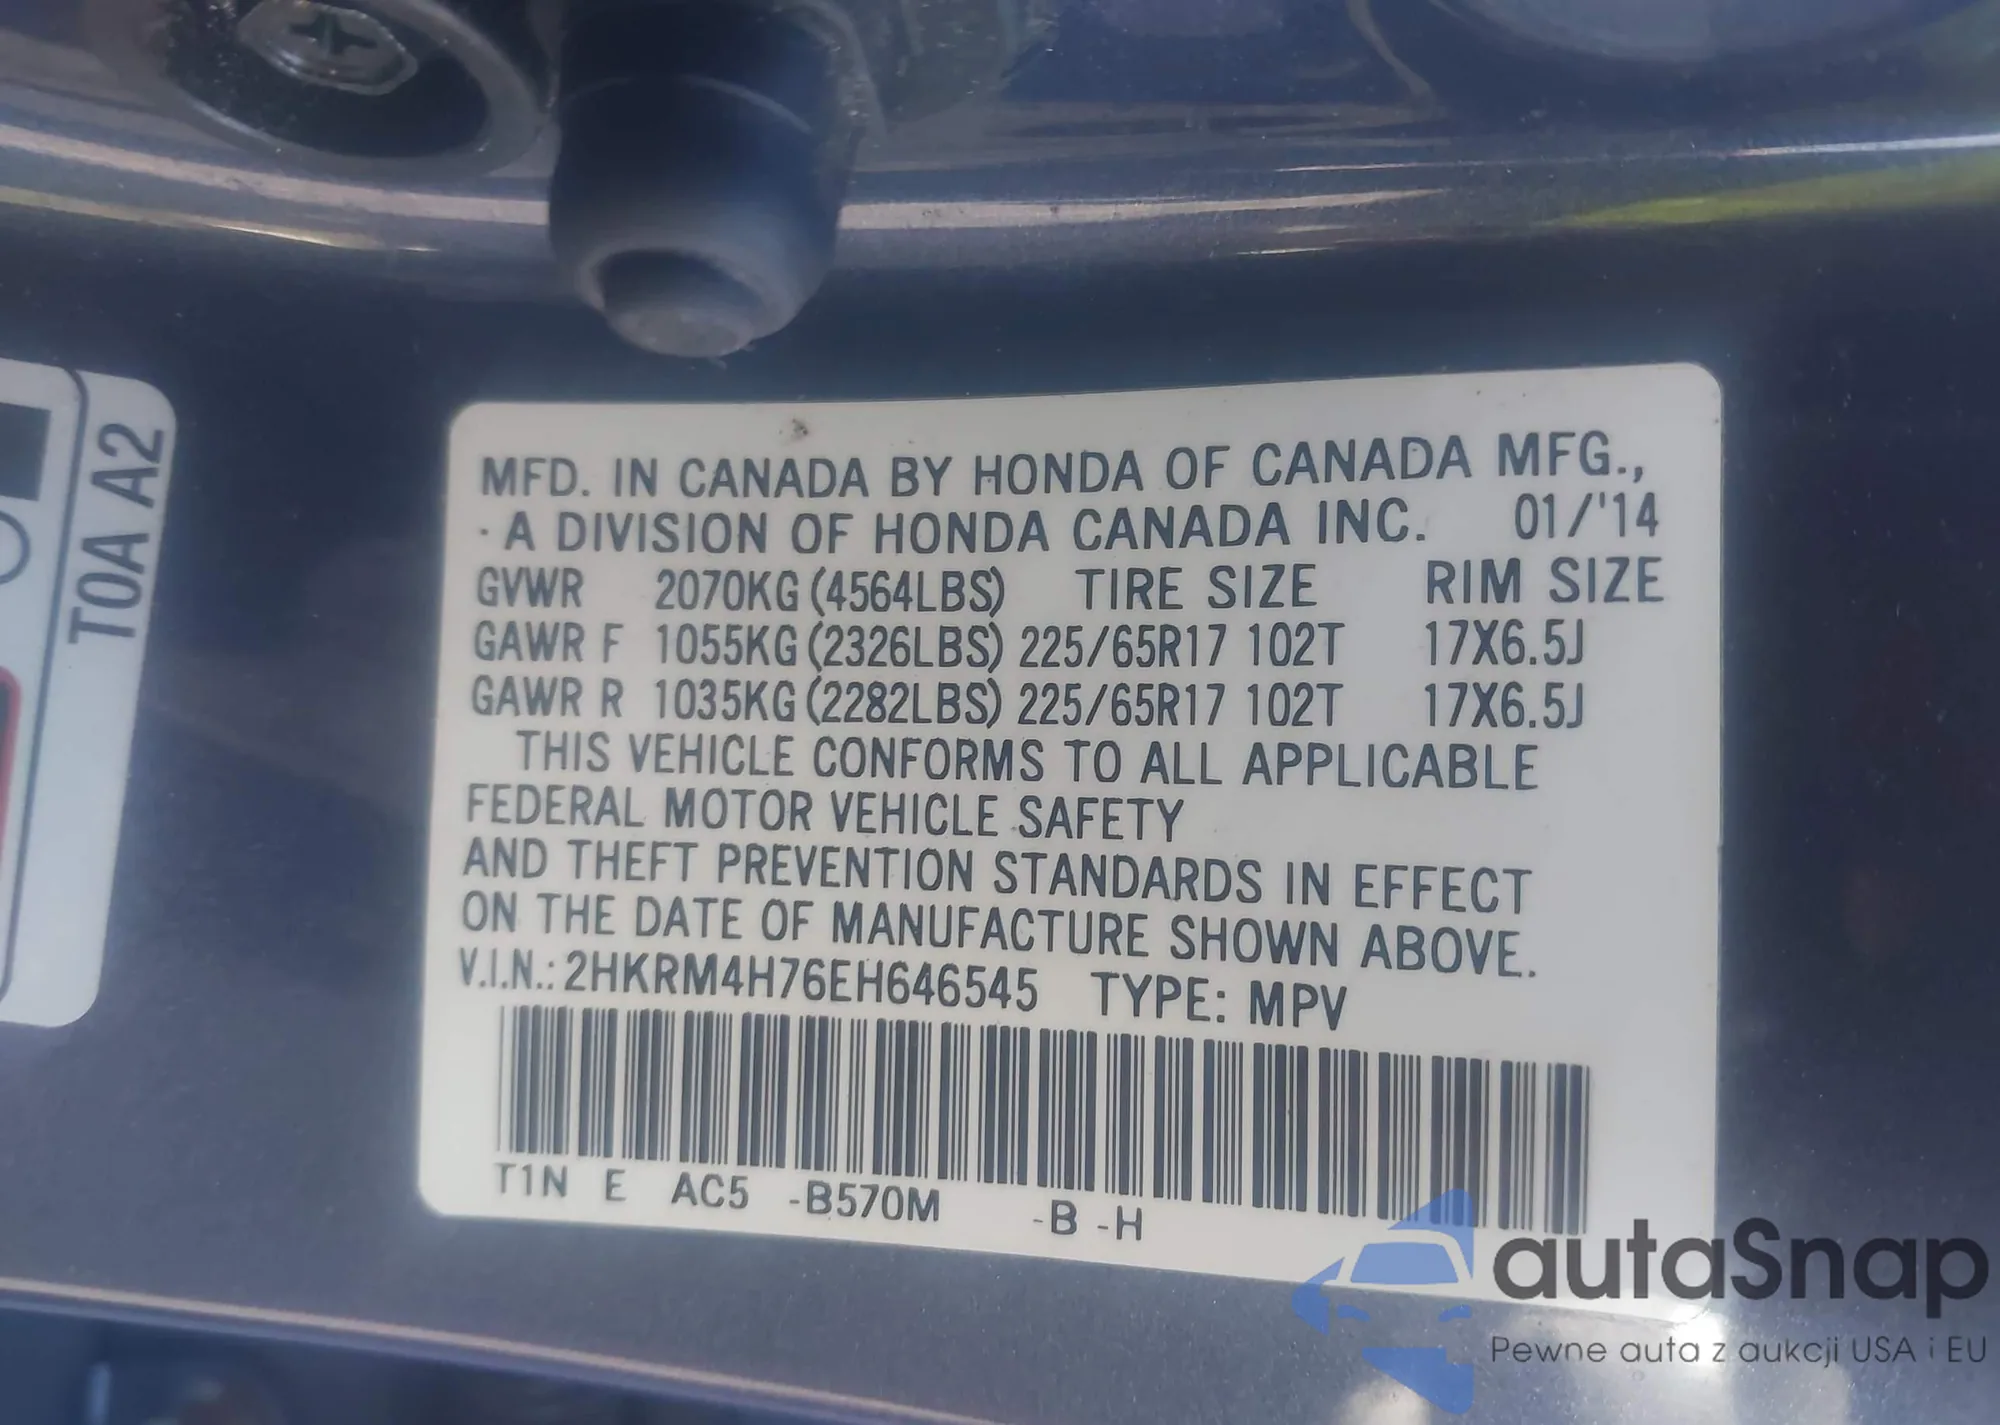 T0A A2
MFD. IN CANADA BY HONDA OF CANADA MFG.,
A DIVISION OF HONDA CANADA INC. 01/'14
GVWR 2070KG (4564LBS) TIRE SIZE RIM SIZE
GAWR F 1055KG (2326LBS) 225/65R17 102T 17X6.5J
GAWR R 1035KG (2282LBS) 225/65R17 102T 17X6.5J
THIS VEHICLE CONFORMS TO ALL APPLICABLE
FEDERAL MOTOR VEHICLE SAFETY
AND THEFT PREVENTION STANDARDS IN EFFECT
ON THE DATE OF MANUFACTURE SHOWN ABOVE.
V.I.N.: 2HKRM4H76EH646545 TYPE: MPV
T1N E AC5 -B570M -B -H
autaSnap
Pewne auta z aukcji USA i EU